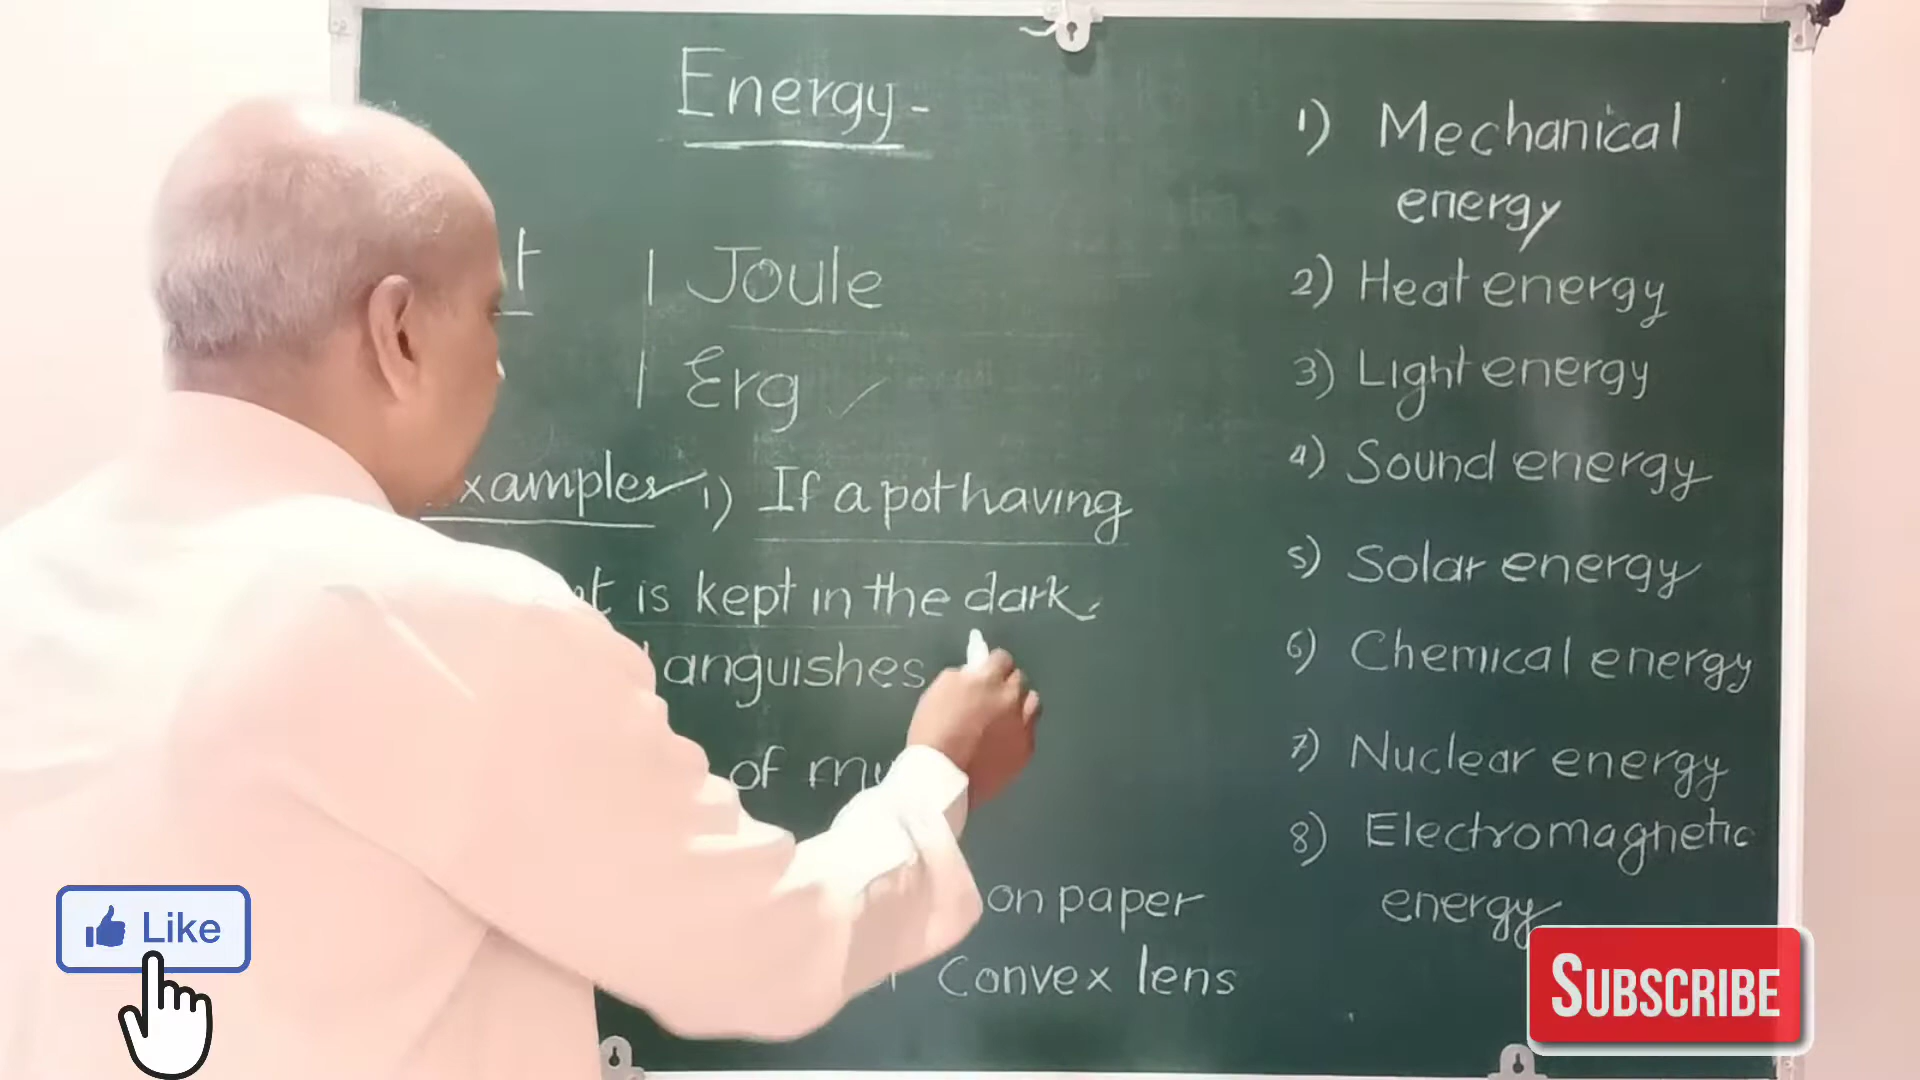 Energy-
1 Joule
1 Erg ✓
1) If a pot having
is kept in the dark
languishes
of
on paper
Convex lens
1) Mechanical
energy
2) Heat energy
3) Light energy
4) Sound energy
5) Solar energy
6) Chemical energy
7) Nuclear energy
8) Electromagnetic
energy
Like
SUBSCRIBE